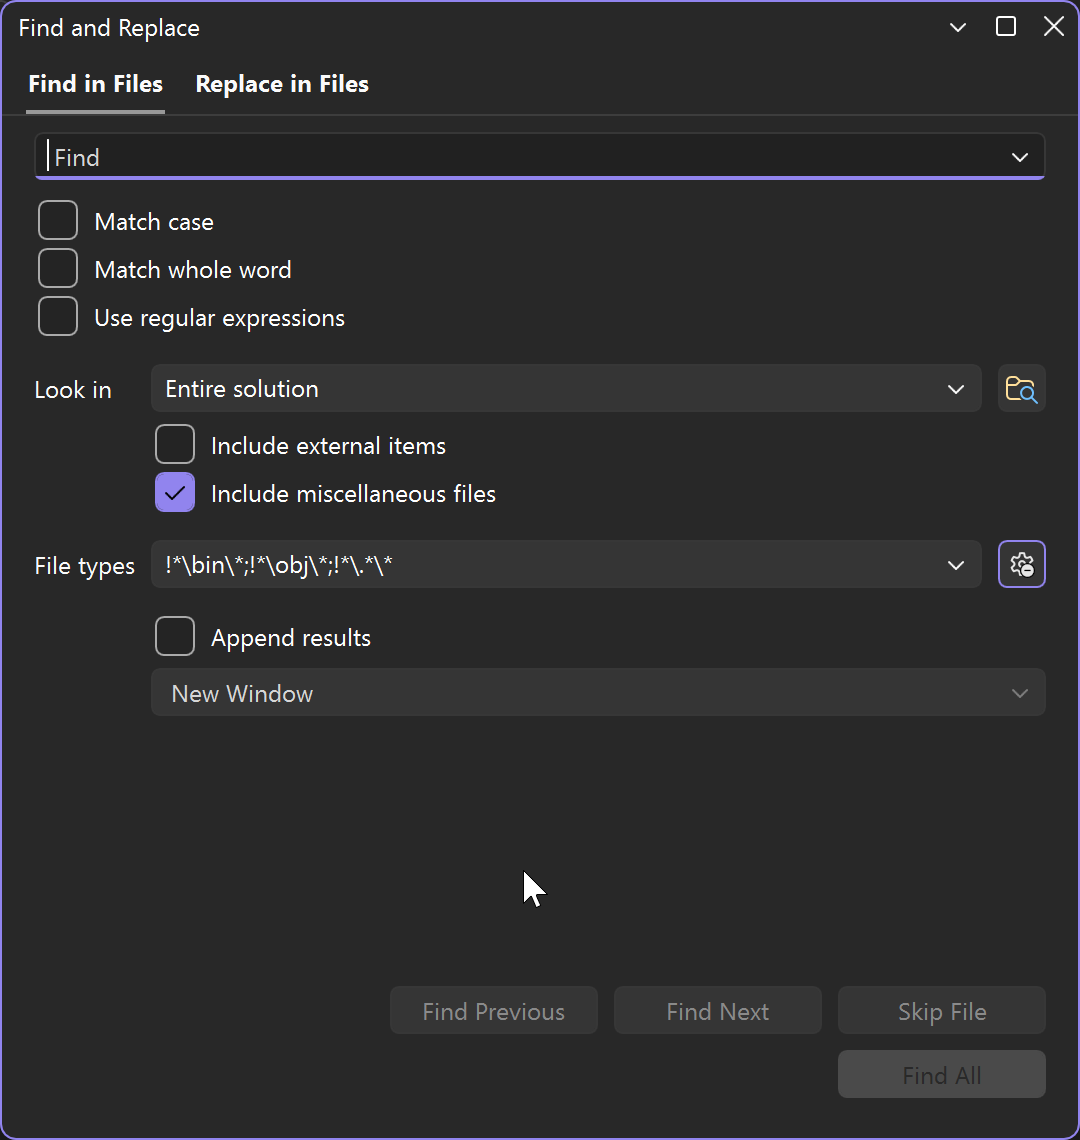 Find and Replace
Find in Files Replace in Files
Find
Match case
Match whole word
Use regular expressions
Look in Entire solution
Include external items
Include miscellaneous files
File types !*\bin\*;!*\obj\*;!*\.*\*
Append results
New Window
Find Previous Find Next Skip File
Find All